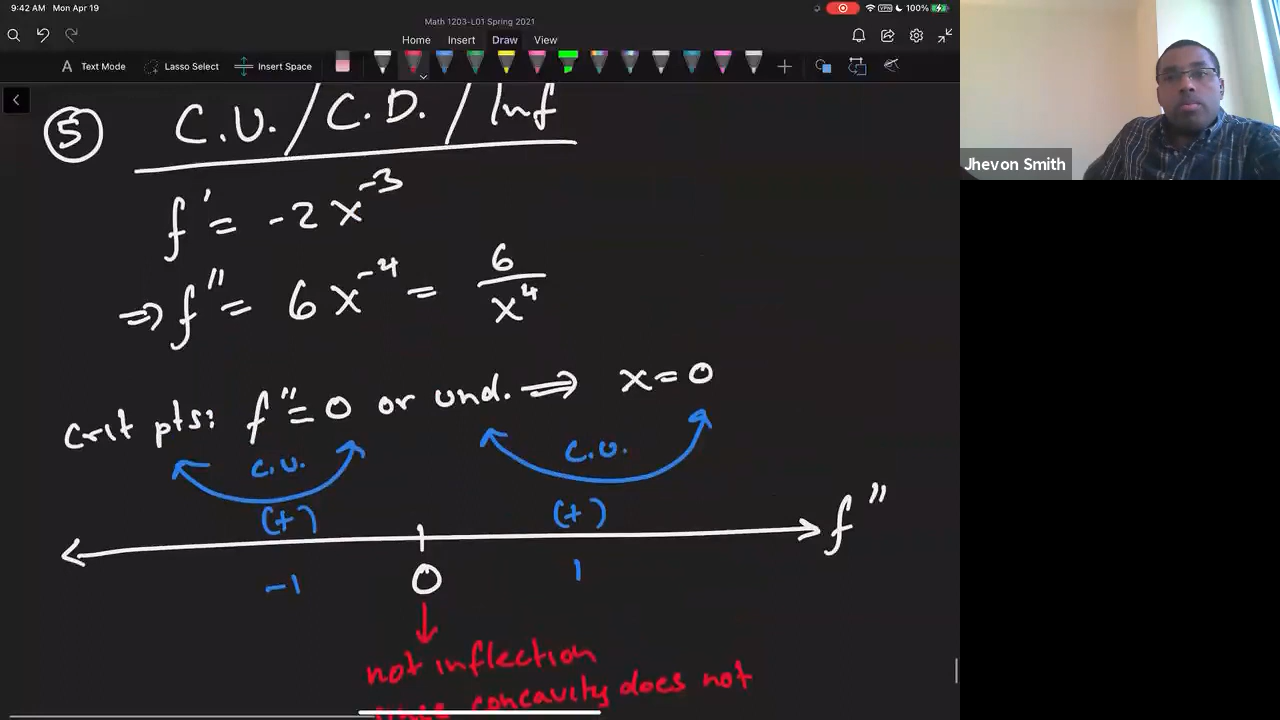 9:42 AM Mon Apr 19
100%
Math 1203-L01 Spring 2021
Home Insert Draw View
Text Mode Lasso Select Insert Space
⑤ C.U. / C.D. / Inf
f' = -2x⁻³
⇒ f'' = 6x⁻⁴ = 6/x⁴
crit pts: f'' = 0 or und. ⇒ x = 0
C.U. C.U.
(+) (+)
f''
-1 0 1
not inflection
concavity does not
Jhevon Smith